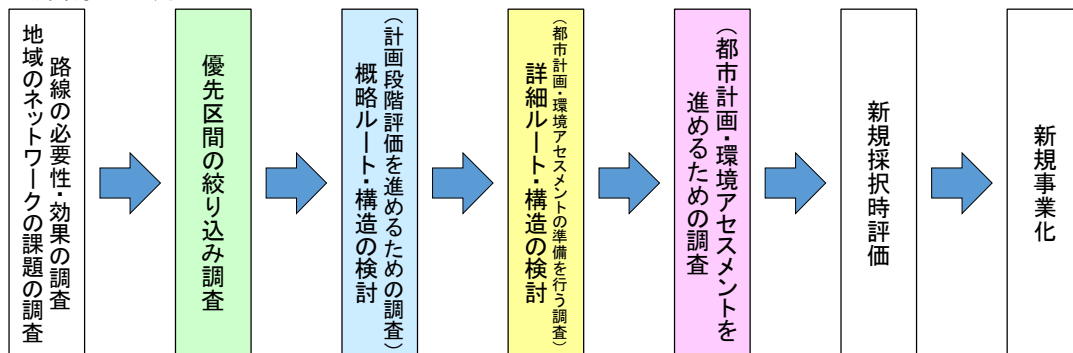 路線の必要性・効果の調査
地域のネットワークの課題の調査
優先区間の絞り込み調査
（計画段階評価を進めるための調査）
概略ルート・構造の検討
（都市計画・環境アセスメントの準備を行う調査）
詳細ルート・構造の検討
（都市計画・環境アセスメントを
進めるための調査
新規採択時評価
新規事業化